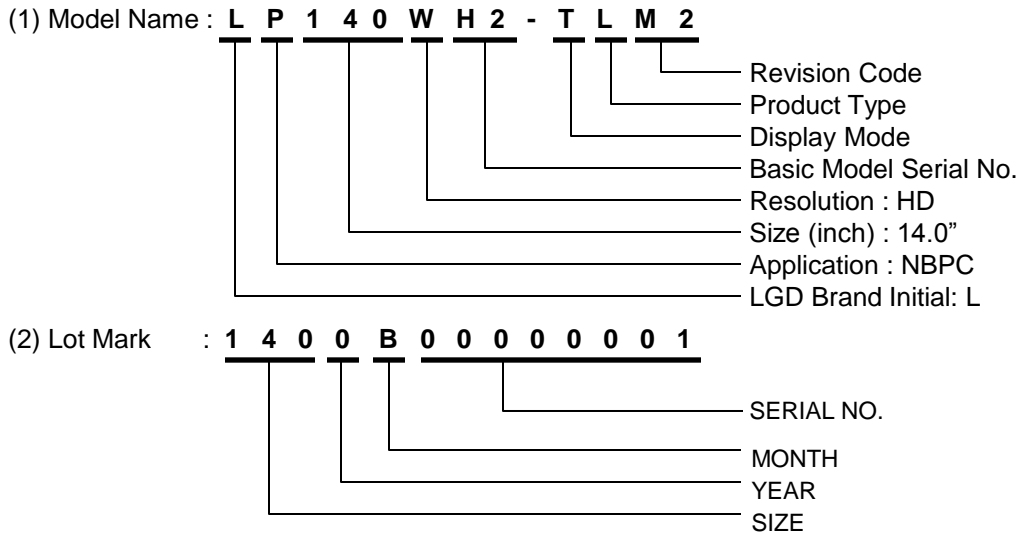 (1) Model Name : L P 1 4 0 W H 2 - T L M 2
Revision Code
Product Type
Display Mode
Basic Model Serial No.
Resolution : HD
Size (inch) : 14.0”
Application : NBPC
LGD Brand Initial: L
(2) Lot Mark : 1 4 0 0 B 0 0 0 0 0 0 0 1
SERIAL NO.
MONTH
YEAR
SIZE